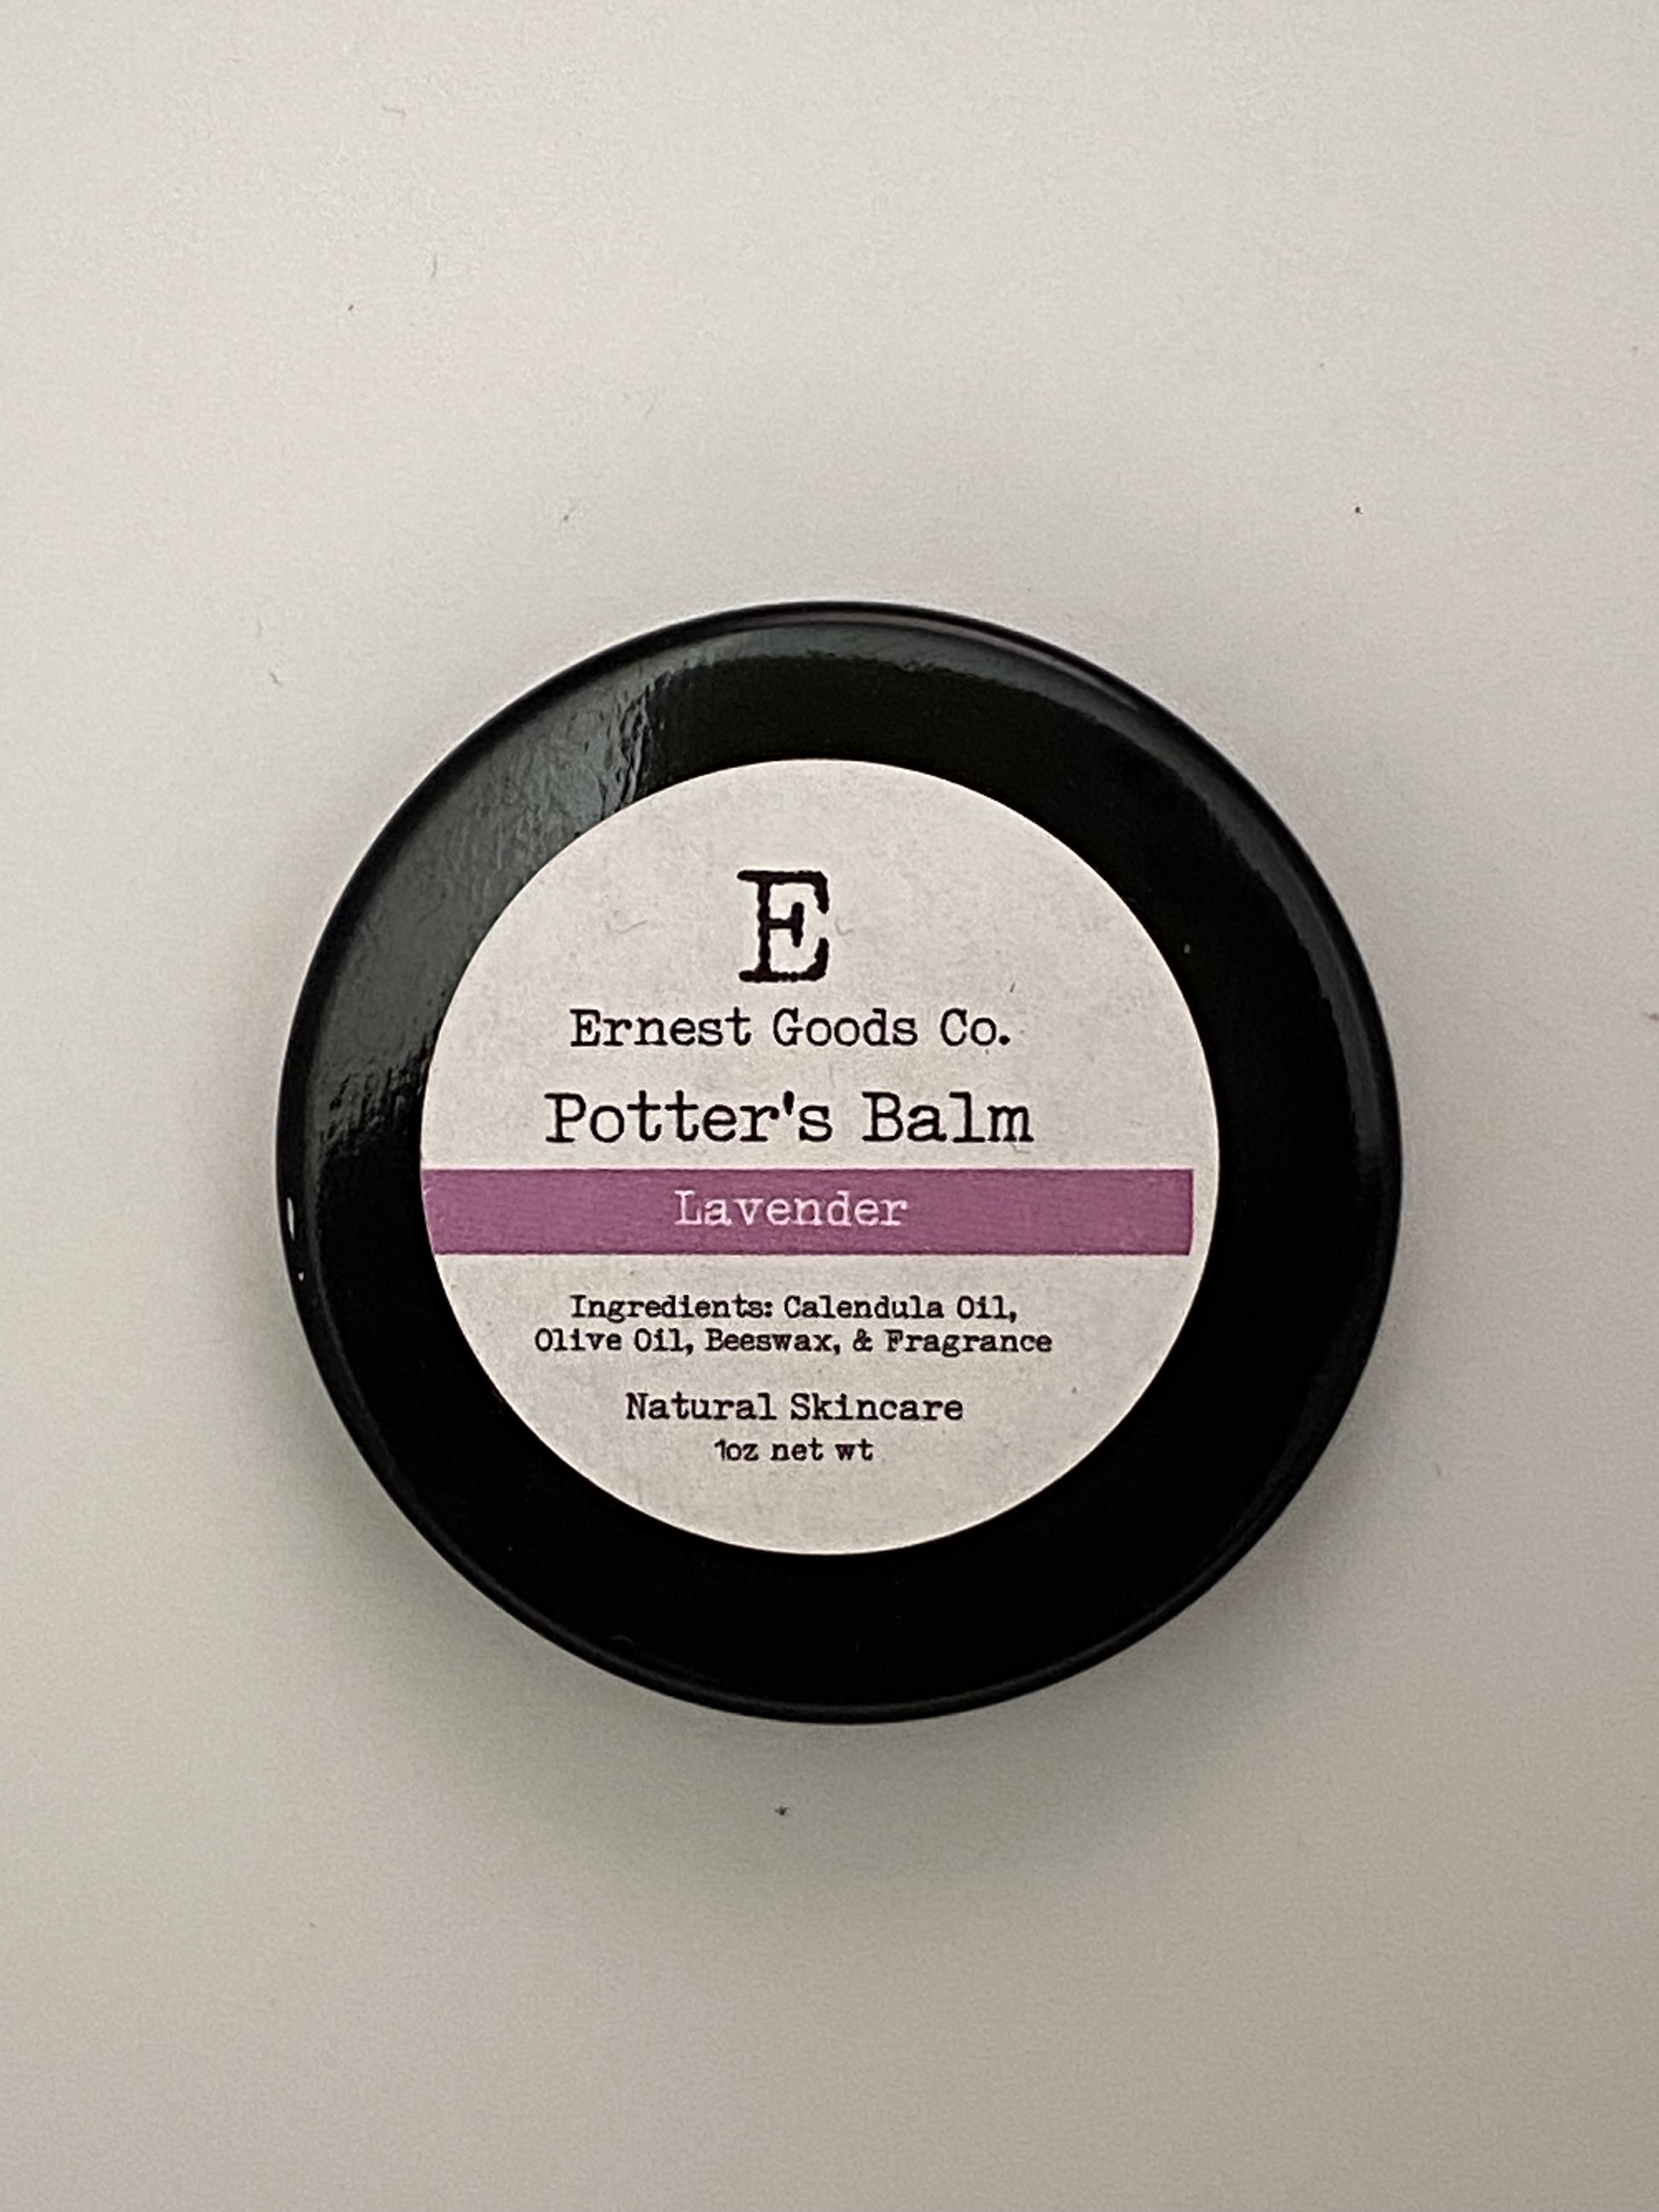 E
Ernest Goods Co.
Potter's Balm
Lavender
Ingredients: Calendula Oil,
Olive Oil, Beeswax, & Fragrance
Natural Skincare
1oz net wt